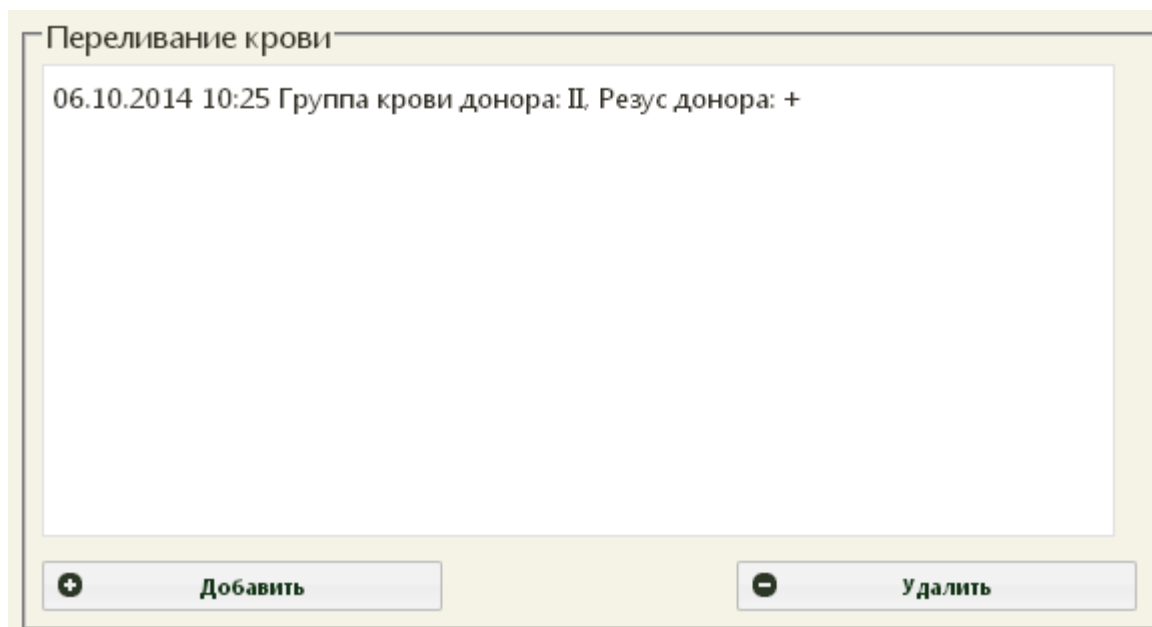 Переливание крови
06.10.2014 10:25 Группа крови донора: II, Резус донора: +
Добавить
Удалить